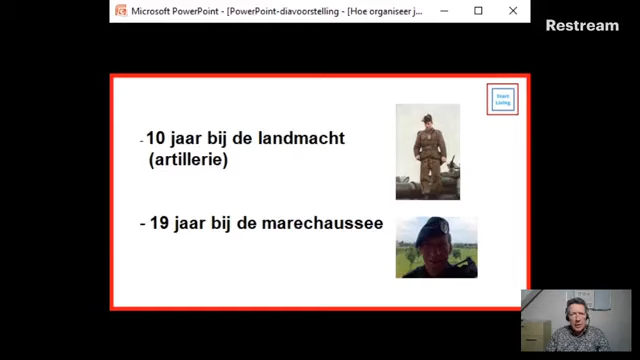 Microsoft PowerPoint - [PowerPoint-diavoorstelling - [Hoe organiseer j...
Restream
Start
Living
- 10 jaar bij de landmacht
(artillerie)
- 19 jaar bij de marechaussee